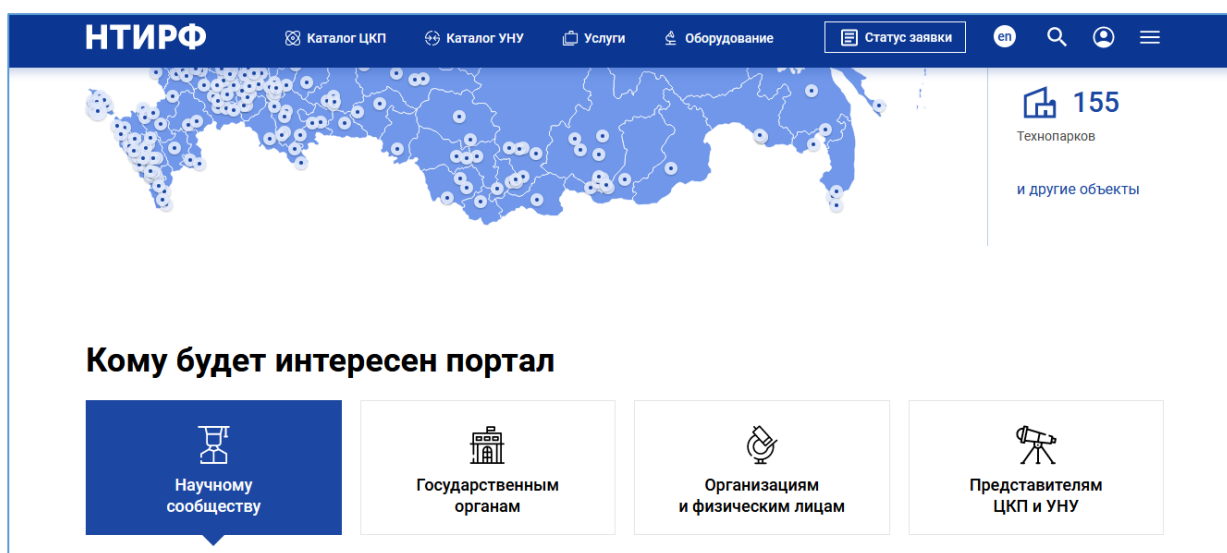 НТИРФ Каталог ЦКП Каталог УНУ Услуги Оборудование Статус заявки en
155
Технопарков
и другие объекты
Кому будет интересен портал
Научному
сообществу
Государственным
органам
Организациям
и физическим лицам
Представителям
ЦКП и УНУ